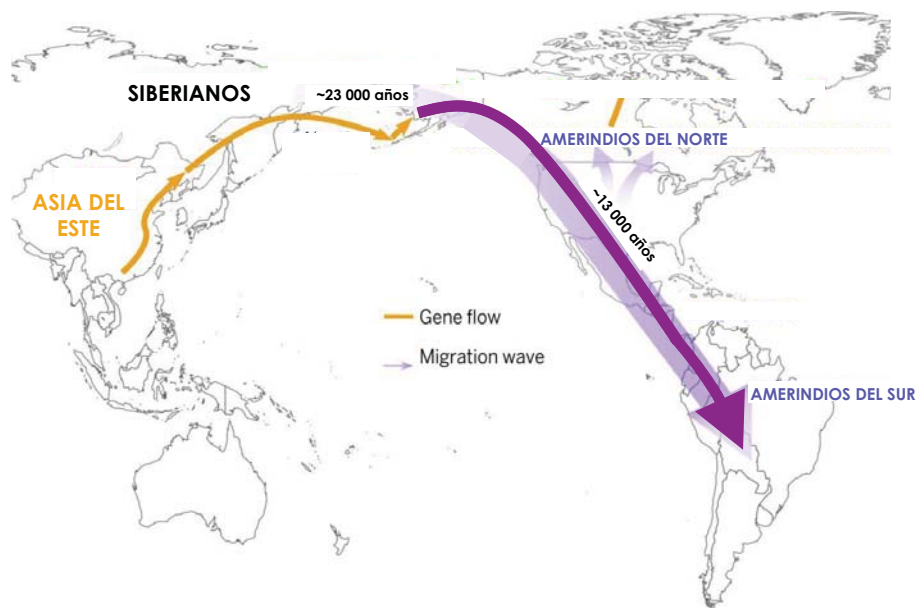 SIBERIANOS
~23 000 años
AMERINDIOS DEL NORTE
ASIA DEL
ESTE
~13 000 años
Gene flow
Migration wave
AMERINDIOS DEL SUR